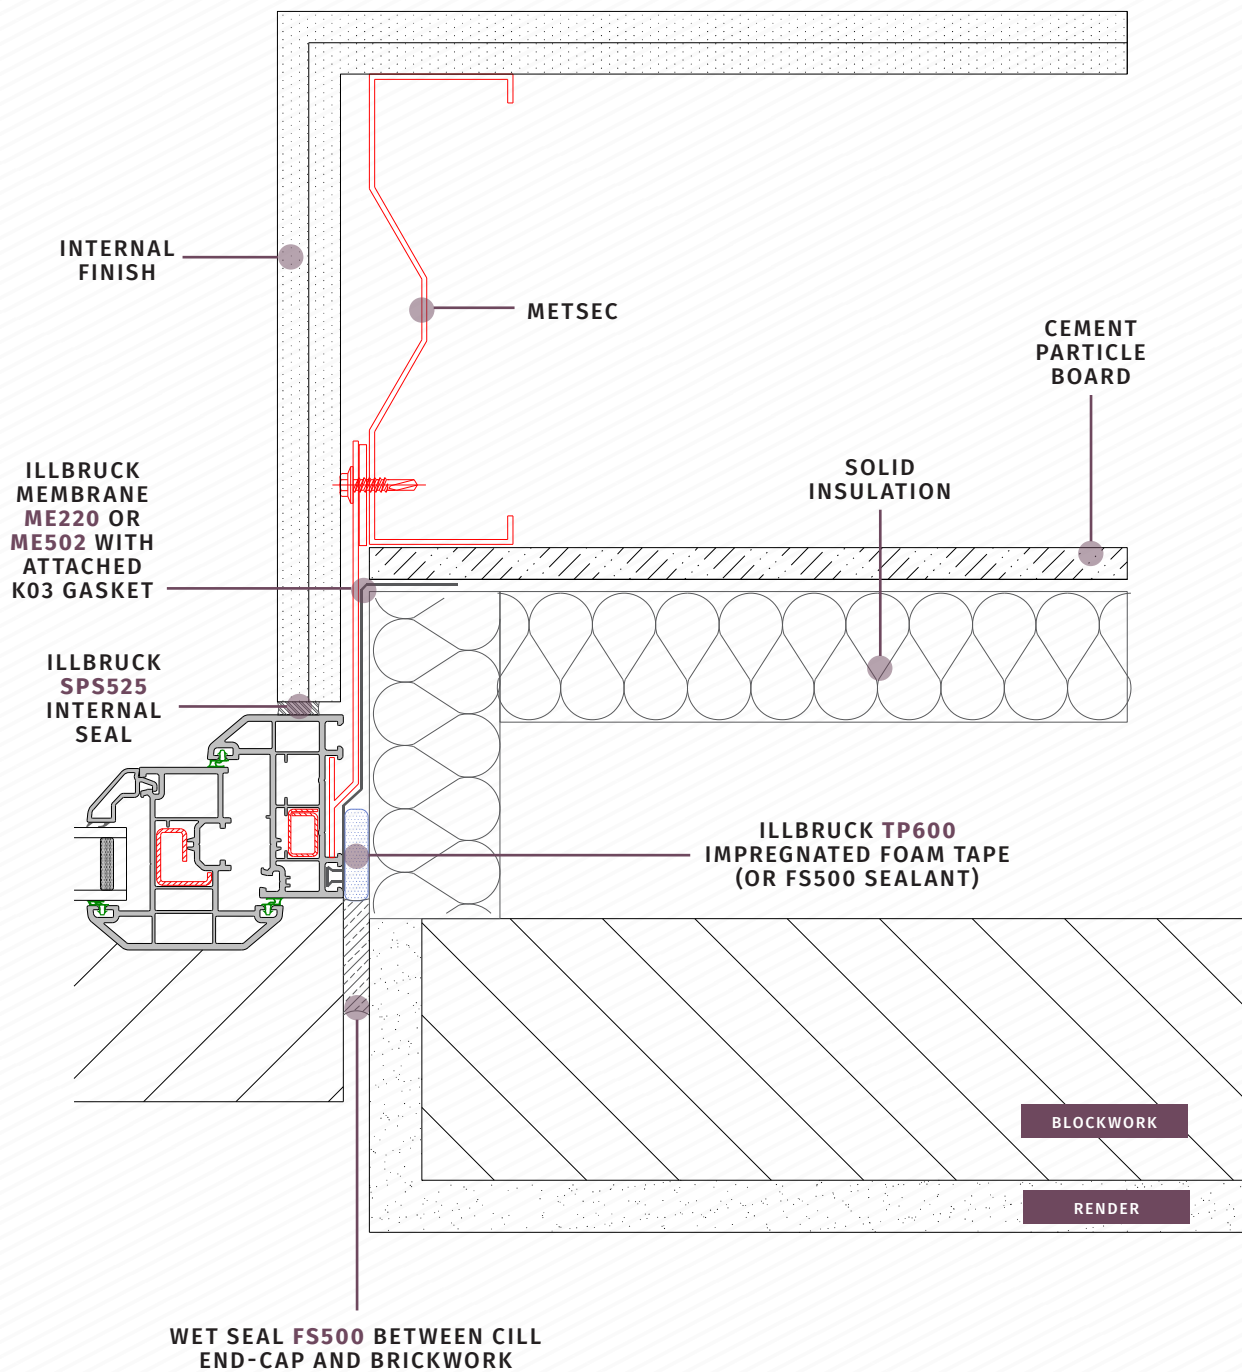 INTERNAL
FINISH
METSEC
CEMENT
PARTICLE
BOARD
ILLBRUCK
MEMBRANE
ME220 OR
ME502 WITH
ATTACHED
K03 GASKET
SOLID
INSULATION
ILLBRUCK
SPS525
INTERNAL
SEAL
ILLBRUCK TP600
IMPREGNATED FOAM TAPE
(OR FS500 SEALANT)
BLOCKWORK
RENDER
WET SEAL FS500 BETWEEN CILL
END-CAP AND BRICKWORK